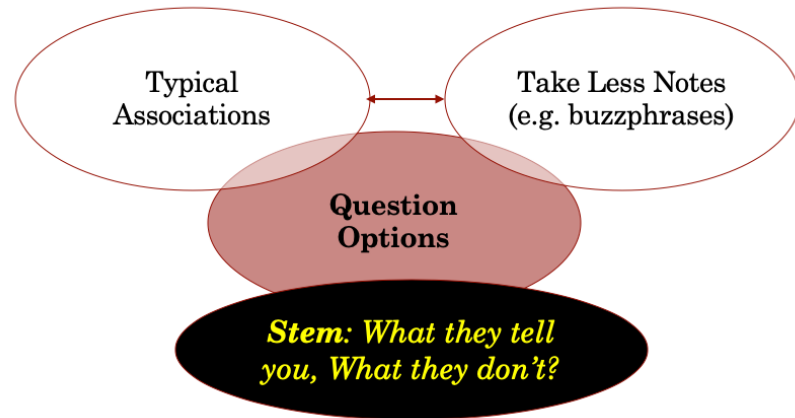 Typical
Associations
Take Less Notes
(e.g. buzzphrases)
Question
Options
Stem: What they tell
you, What they don't?